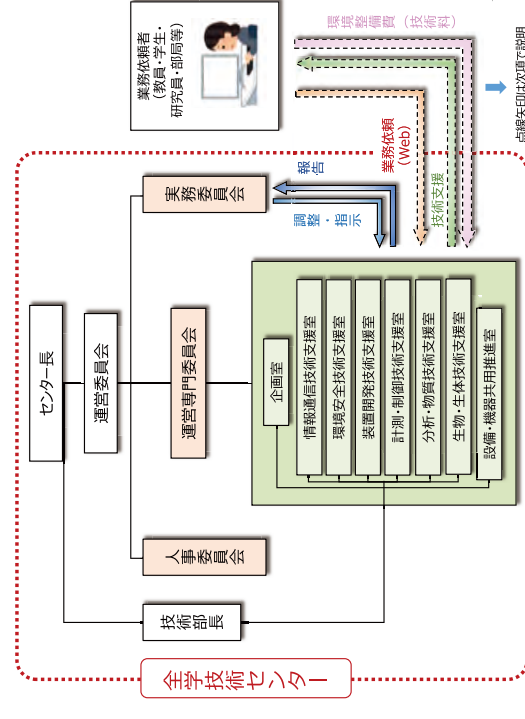 全学技術センター
センター長
運営委員会
技術部長
人事委員会
運営専門委員会
実務委員会
企画室
情報通信技術支援室
環境安全技術支援室
装置開発技術支援室
計測・制御技術支援室
分析・物質技術支援室
生物・生体技術支援室
設備・機器共用推進室
調整・指示
報告
業務依頼者
（教員・学生・
研究員・部局等）
業務依頼
（Web）
技術支援
環境整備費（技術料）
点線矢印は次項で説明